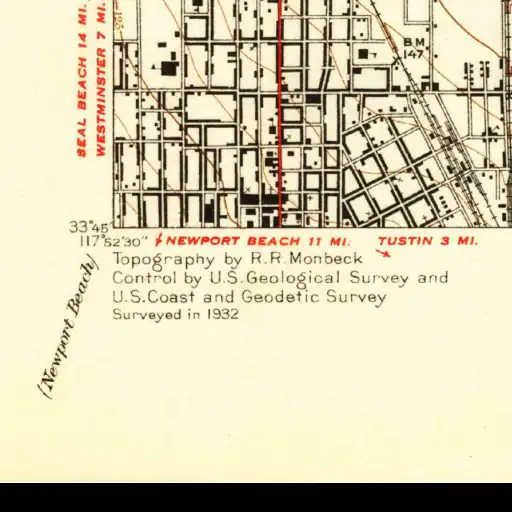 SEAL BEACH 14 MI.
WESTMINSTER 7 MI.
B.M.
147
33°45'
117°52'30"
NEWPORT BEACH 11 MI.
TUSTIN 3 MI.
Topography by R.R.Monbeck
Control by U.S.Geological Survey and
U.S.Coast and Geodetic Survey
Surveyed in 1932
(Newport Beach)